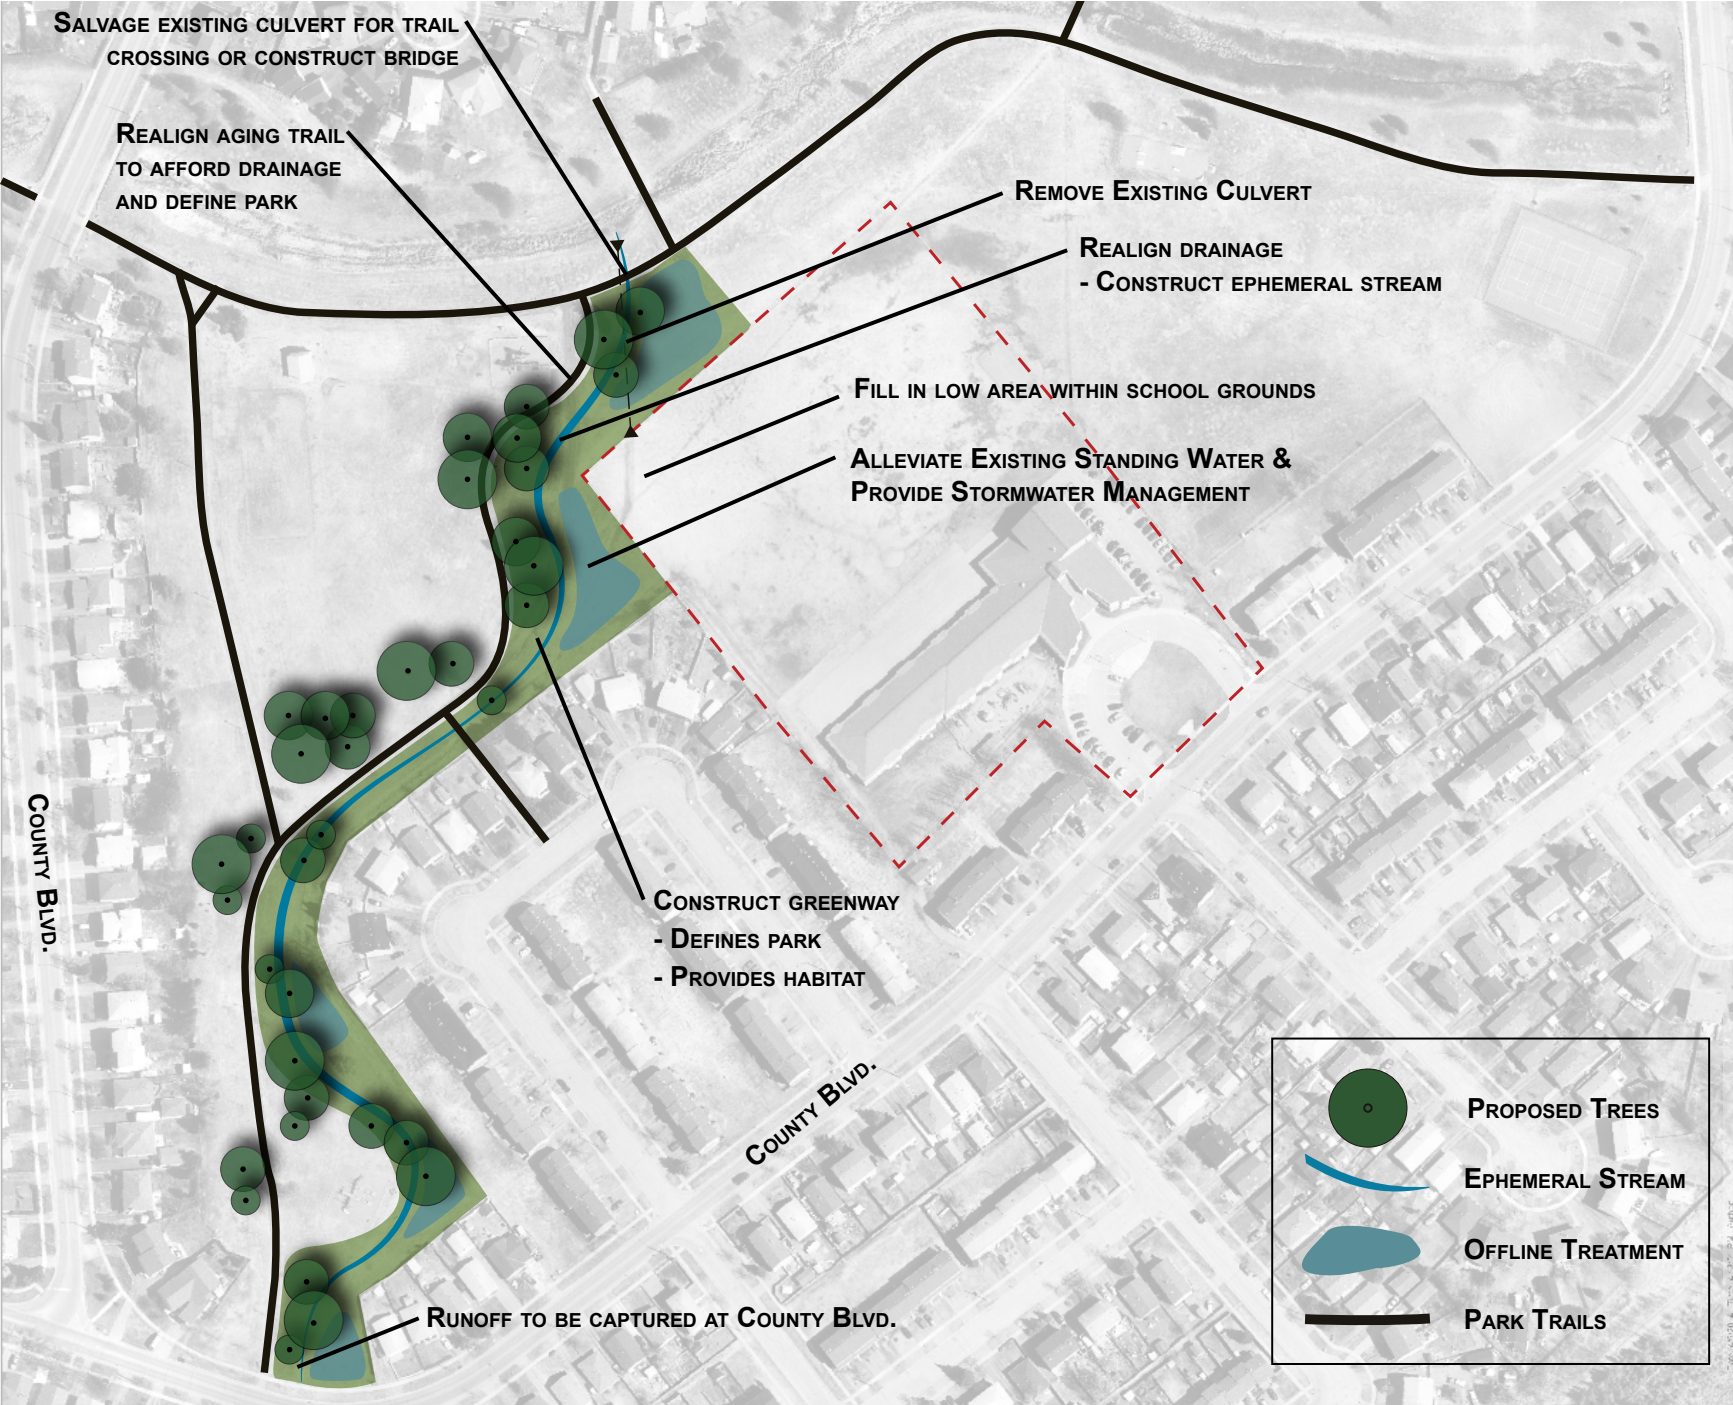 Salvage existing culvert for trail
crossing or construct bridge
Realign aging trail
to afford drainage
and define park
Remove Existing Culvert
Realign drainage
- Construct ephemeral stream
Fill in low area within school grounds
Alleviate Existing Standing Water &
Provide Stormwater Management
County Blvd.
Construct greenway
- Defines park
- Provides habitat
County Blvd.
Runoff to be captured at County Blvd.
Proposed Trees
Ephemeral Stream
Offline Treatment
Park Trails